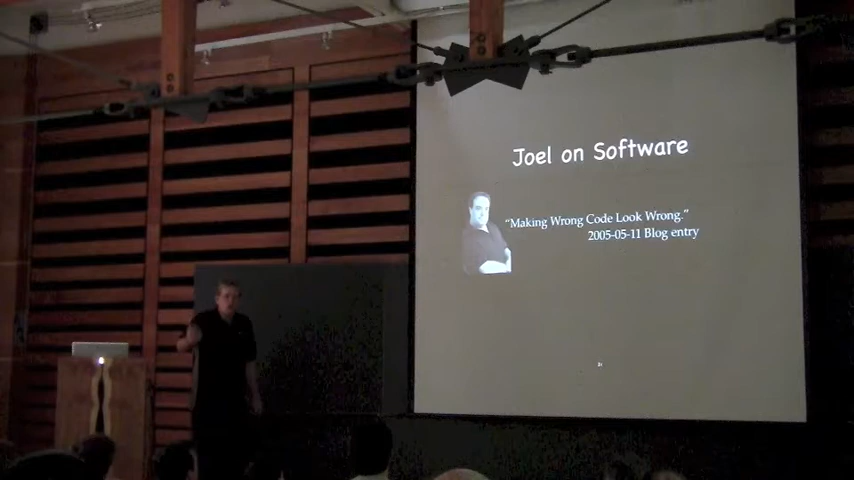 Joel on Software
"Making Wrong Code Look Wrong."
2005-05-11 Blog entry